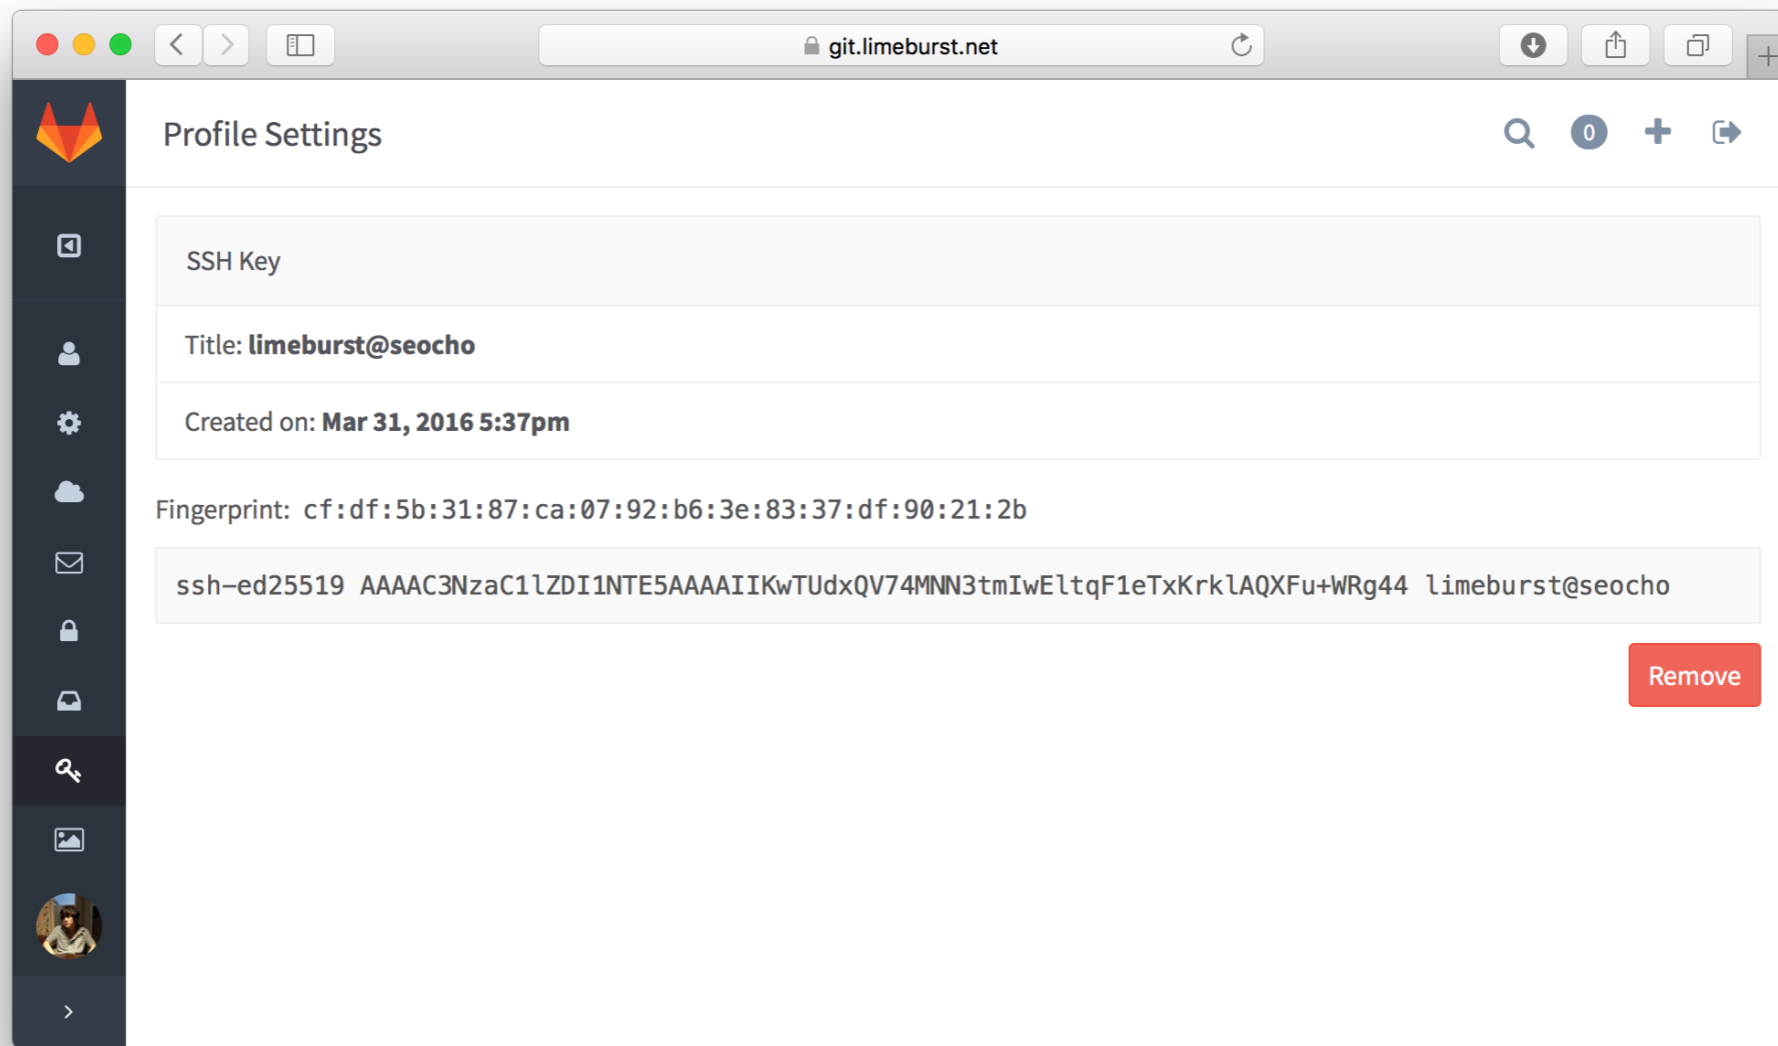 git.limeburst.net
Profile Settings
0
SSH Key
Title: limeburst@seocho
Created on: Mar 31, 2016 5:37pm
Fingerprint: cf:df:5b:31:87:ca:07:92:b6:3e:83:37:df:90:21:2b
ssh-ed25519 AAAAC3NzaC1lZDI1NTE5AAAAIIKwTUdxQV74MNN3tmIwEltqF1eTxKrklAQXFu+WRg44 limeburst@seocho
Remove